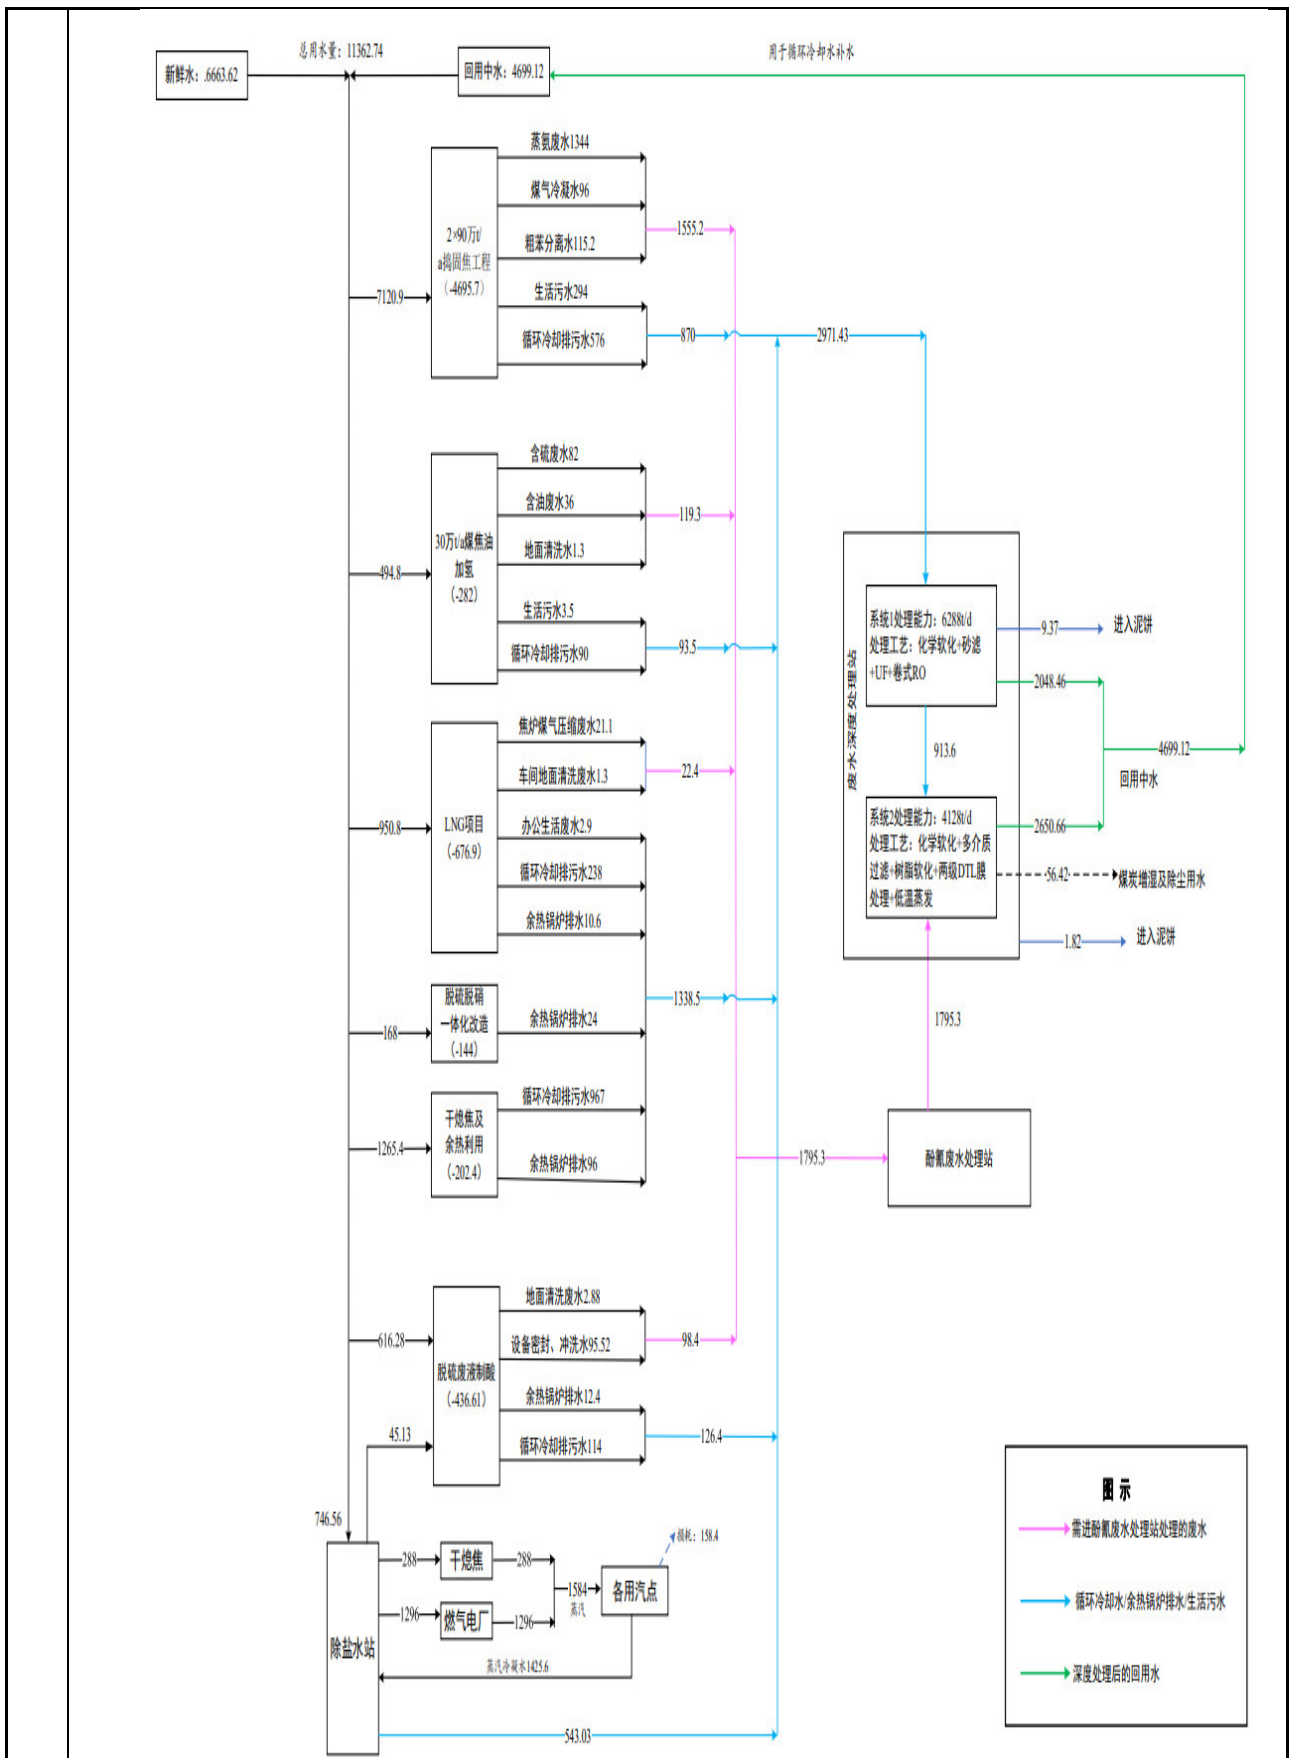 总用水量：11362.74
用于循环冷却水补水
新鲜水：.6663.62
回用中水：4699.12
蒸氨废水1344
煤气冷凝水96
粗苯分离水115.2
1555.2
2×90万t/
a捣固焦工程
（-4695.7）
7120.9
生活污水294
循环冷却排污水576
870
2971.43
含硫废水82
含油废水36
地面清洗水1.3
119.3
30万t/a煤焦油
加氢
（-282）
494.8
生活污水3.5
循环冷却排污水90
93.5
废水深度处理站
系统1处理能力：6288t/d
处理工艺：化学软化+砂滤
+UF+卷式RO
9.37
进入泥饼
2048.46
913.6
4699.12
回用中水
系统2处理能力：4128t/d
处理工艺：化学软化+多介质
过滤+树脂软化+两级DTL膜
处理+低温蒸发
2650.66
56.42
煤炭增湿及除尘用水
1.82
进入泥饼
焦炉煤气压缩废水21.1
车间地面清洗废水1.3
22.4
LNG项目
（-676.9）
950.8
办公生活废水2.9
循环冷却排污水238
余热锅炉排水10.6
1338.5
脱硫脱硝
一体化改造
（-144）
168
余热锅炉排水24
1795.3
干熄焦及
余热利用
（-202.4）
1265.4
循环冷却排污水967
余热锅炉排水96
1795.3
酚氰废水处理站
地面清洗废水2.88
设备密封、冲洗水95.52
98.4
616.28
脱硫废液制酸
（-436.61）
余热锅炉排水12.4
循环冷却排污水114
126.4
45.13
746.56
除盐水站
288
干熄焦
288
1296
燃气电厂
1296
1584
蒸汽
各用汽点
损耗：158.4
蒸汽冷凝水1425.6
543.03
图 示
需进酚氰废水处理站处理的废水
循环冷却水/余热锅炉排水/生活污水
深度处理后的回用水